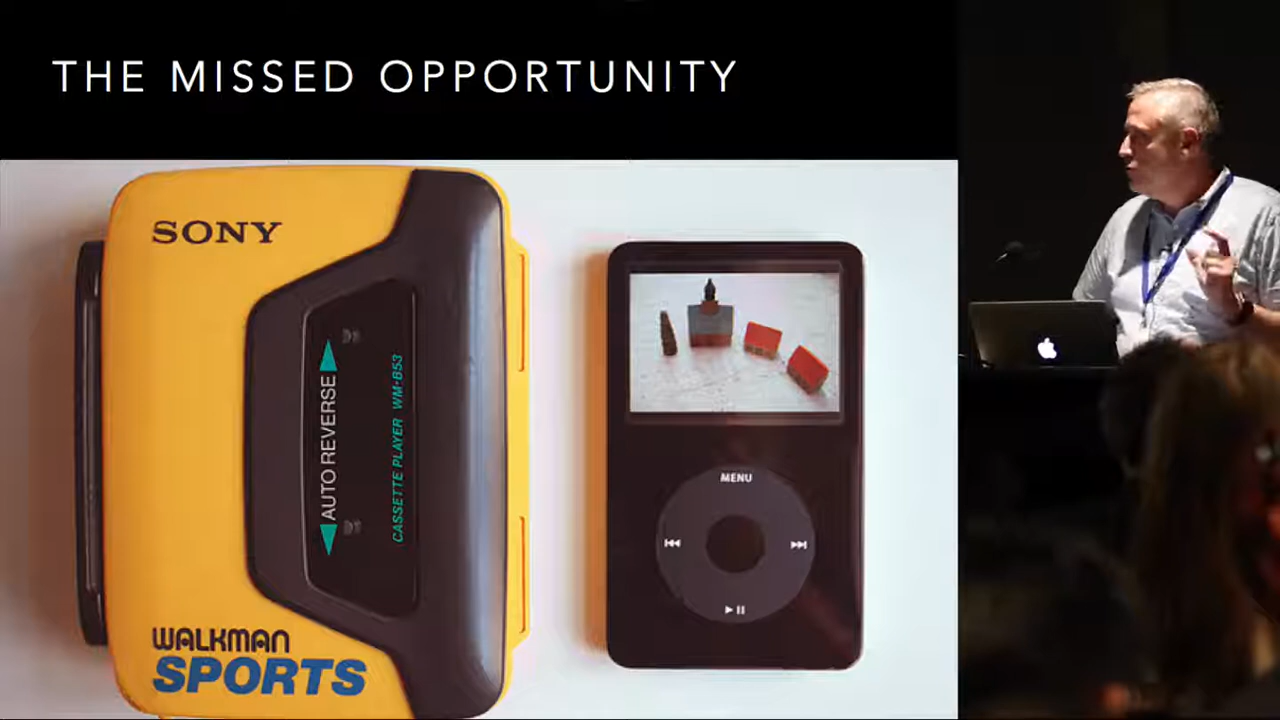 THE MISSED OPPORTUNITY
SONY
AUTO REVERSE
CASSETTE PLAYER WM-B53
WALKMAN
SPORTS
MENU